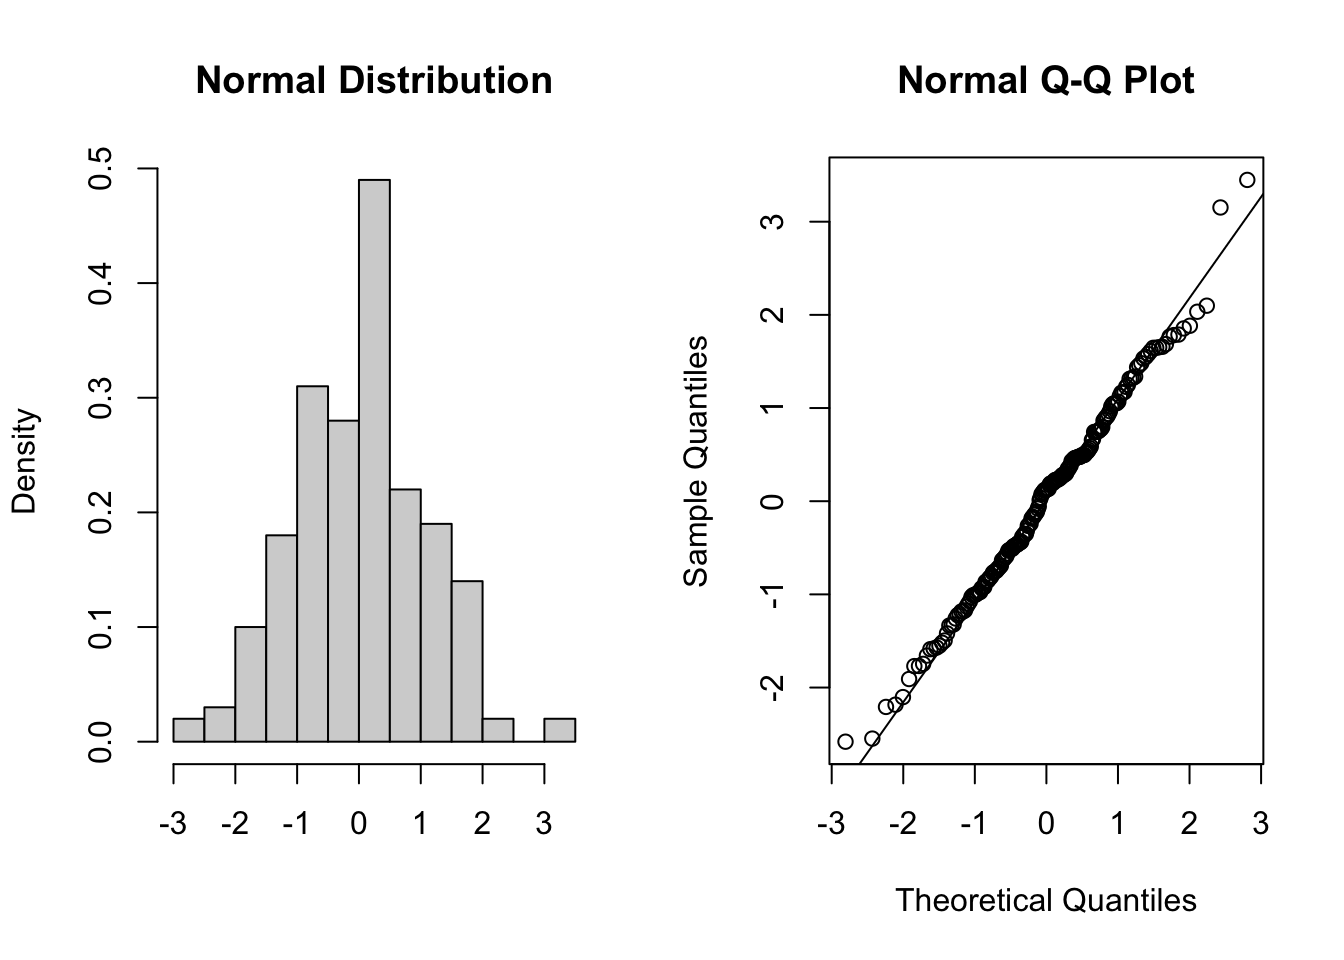 Normal Distribution
Density
0.0 0.1 0.2 0.3 0.4 0.5
-3 -2 -1 0 1 2 3
Normal Q-Q Plot
Sample Quantiles
-2 -1 0 1 2 3
-3 -2 -1 0 1 2 3
Theoretical Quantiles